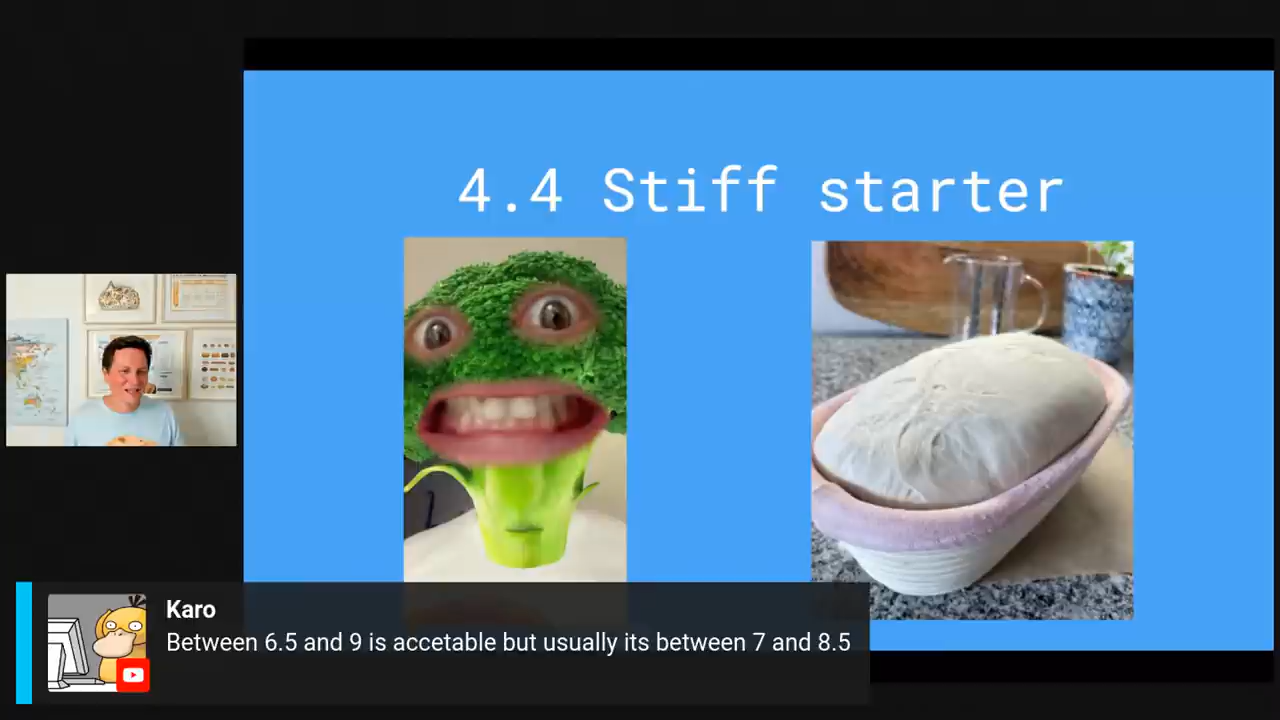 4.4 Stiff starter
Karo
Between 6.5 and 9 is accetable but usually its between 7 and 8.5